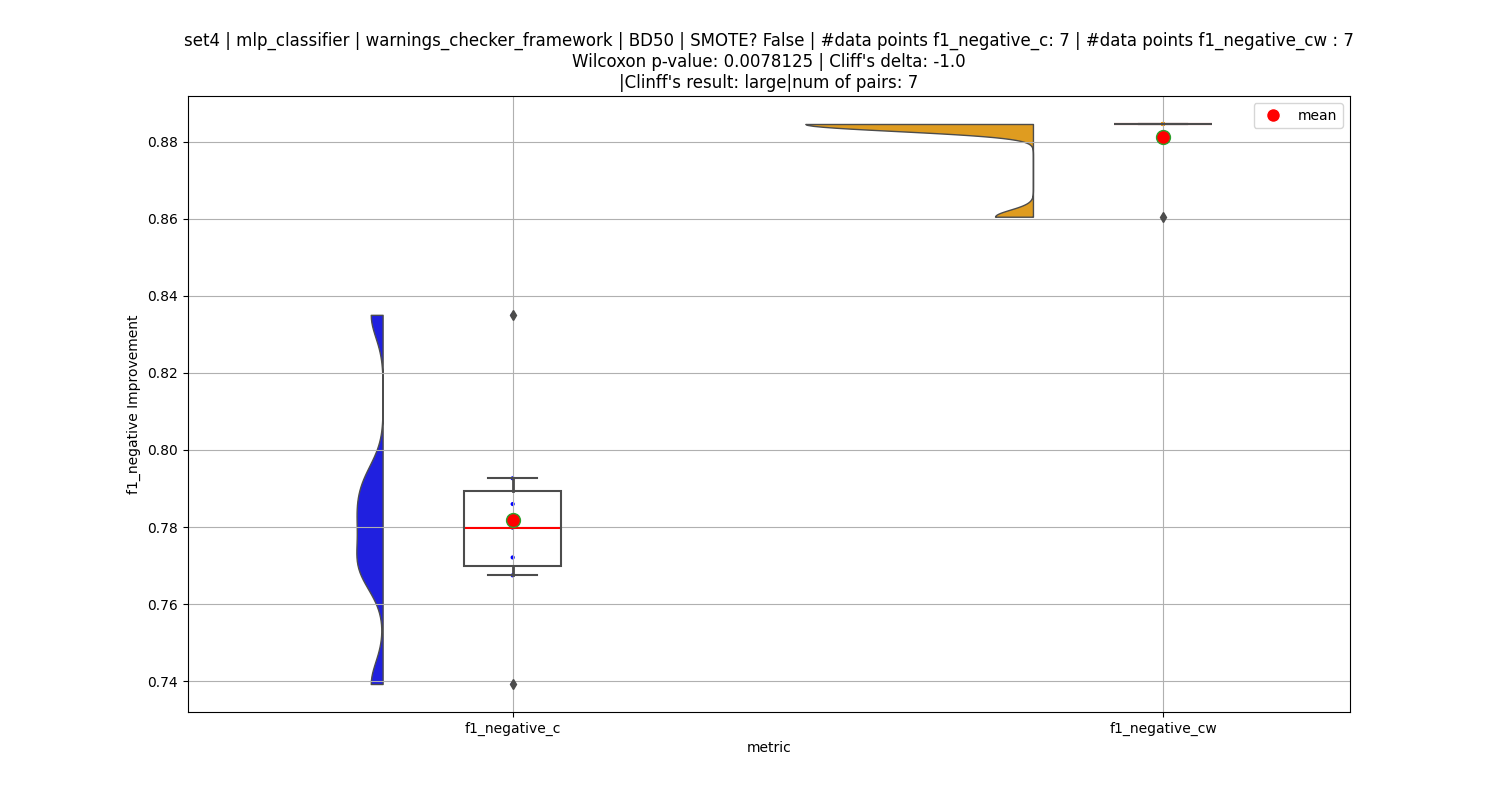 set4 | mlp_classifier | warnings_checker_framework | BD50 | SMOTE? False | #data points f1_negative_c: 7 | #data points f1_negative_cw : 7
Wilcoxon p-value: 0.0078125 | Cliff's delta: -1.0
|Clinff's result: large|num of pairs: 7
mean
0.88
0.86
0.84
0.82
0.80
0.78
0.76
0.74
f1_negative Improvement
f1_negative_c
f1_negative_cw
metric